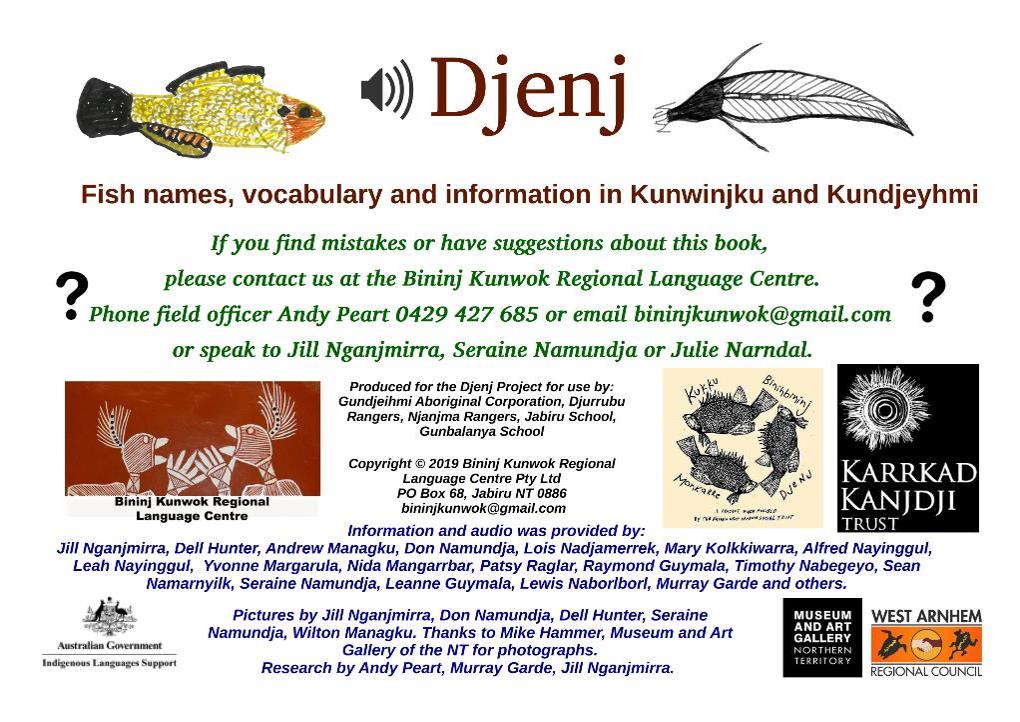 Djenj
Fish names, vocabulary and information in Kunwinjku and Kundjeyhmi
If you find mistakes or have suggestions about this book,
please contact us at the Bininj Kunwok Regional Language Centre.
? ?
Phone field officer Andy Peart 0429 427 685 or email bininjkunwok@gmail.com
or speak to Jill Nganjmirra, Seraine Namundja or Julie Narndal.
Produced for the Djenj Project for use by:
Gundjeihmi Aboriginal Corporation, Djurrubu
Rangers, Njanjma Rangers, Jabiru School,
Gunbalanya School
Copyright © 2019 Bininj Kunwok Regional
Language Centre Pty Ltd
PO Box 68, Jabiru NT 0886
bininjkunwok@gmail.com
Bininj Kunwok Regional
Language Centre
Kukku
Binihbininj
Djenj
KARRKAD
KANJDJI
TRUST
Information and audio was provided by:
Jill Nganjmirra, Dell Hunter, Andrew Managku, Don Namundja, Lois Nadjamerrek, Mary Kolkkiwarra, Alfred Nayinggul,
Leah Nayinggul, Yvonne Margarula, Nida Mangarrbar, Patsy Raglar, Raymond Guymala, Timothy Nabegeyo, Sean
Namarnyilk, Seraine Namundja, Leanne Guymala, Lewis Naborlborl, Murray Garde and others.
Australian Government
Indigenous Languages Support
Pictures by Jill Nganjmirra, Don Namundja, Dell Hunter, Seraine
Namundja, Wilton Managku. Thanks to Mike Hammer, Museum and Art
Gallery of the NT for photographs.
Research by Andy Peart, Murray Garde, Jill Nganjmirra.
MUSEUM
AND ART
GALLERY
NORTHERN
TERRITORY
WEST ARNHEM
REGIONAL COUNCIL